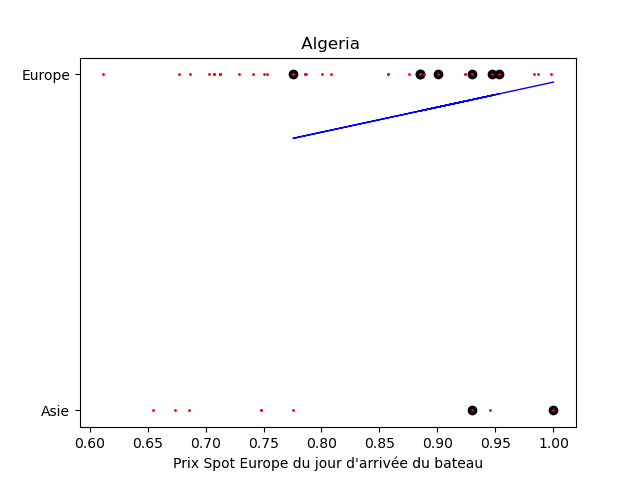 Algeria
Europe
Asie
0.60 0.65 0.70 0.75 0.80 0.85 0.90 0.95 1.00
Prix Spot Europe du jour d'arrivée du bateau